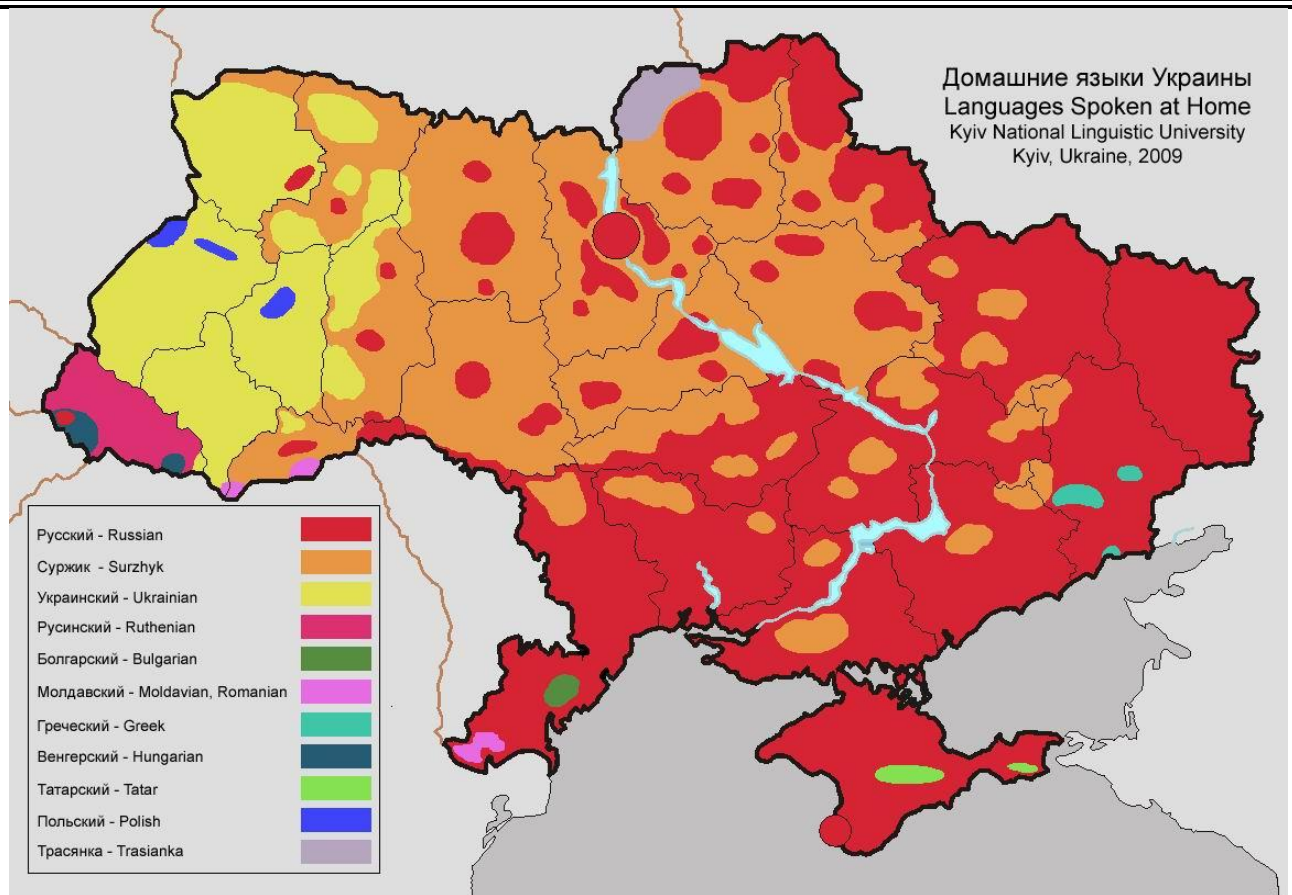 Домашние языки Украины
Languages Spoken at Home
Kyiv National Linguistic University
Kyiv, Ukraine, 2009
Русский - Russian
Суржик - Surzhyk
Украинский - Ukrainian
Русинский - Ruthenian
Болгарский - Bulgarian
Молдавский - Moldavian, Romanian
Греческий - Greek
Венгерский - Hungarian
Татарский - Tatar
Польский - Polish
Трасянка - Trasianka